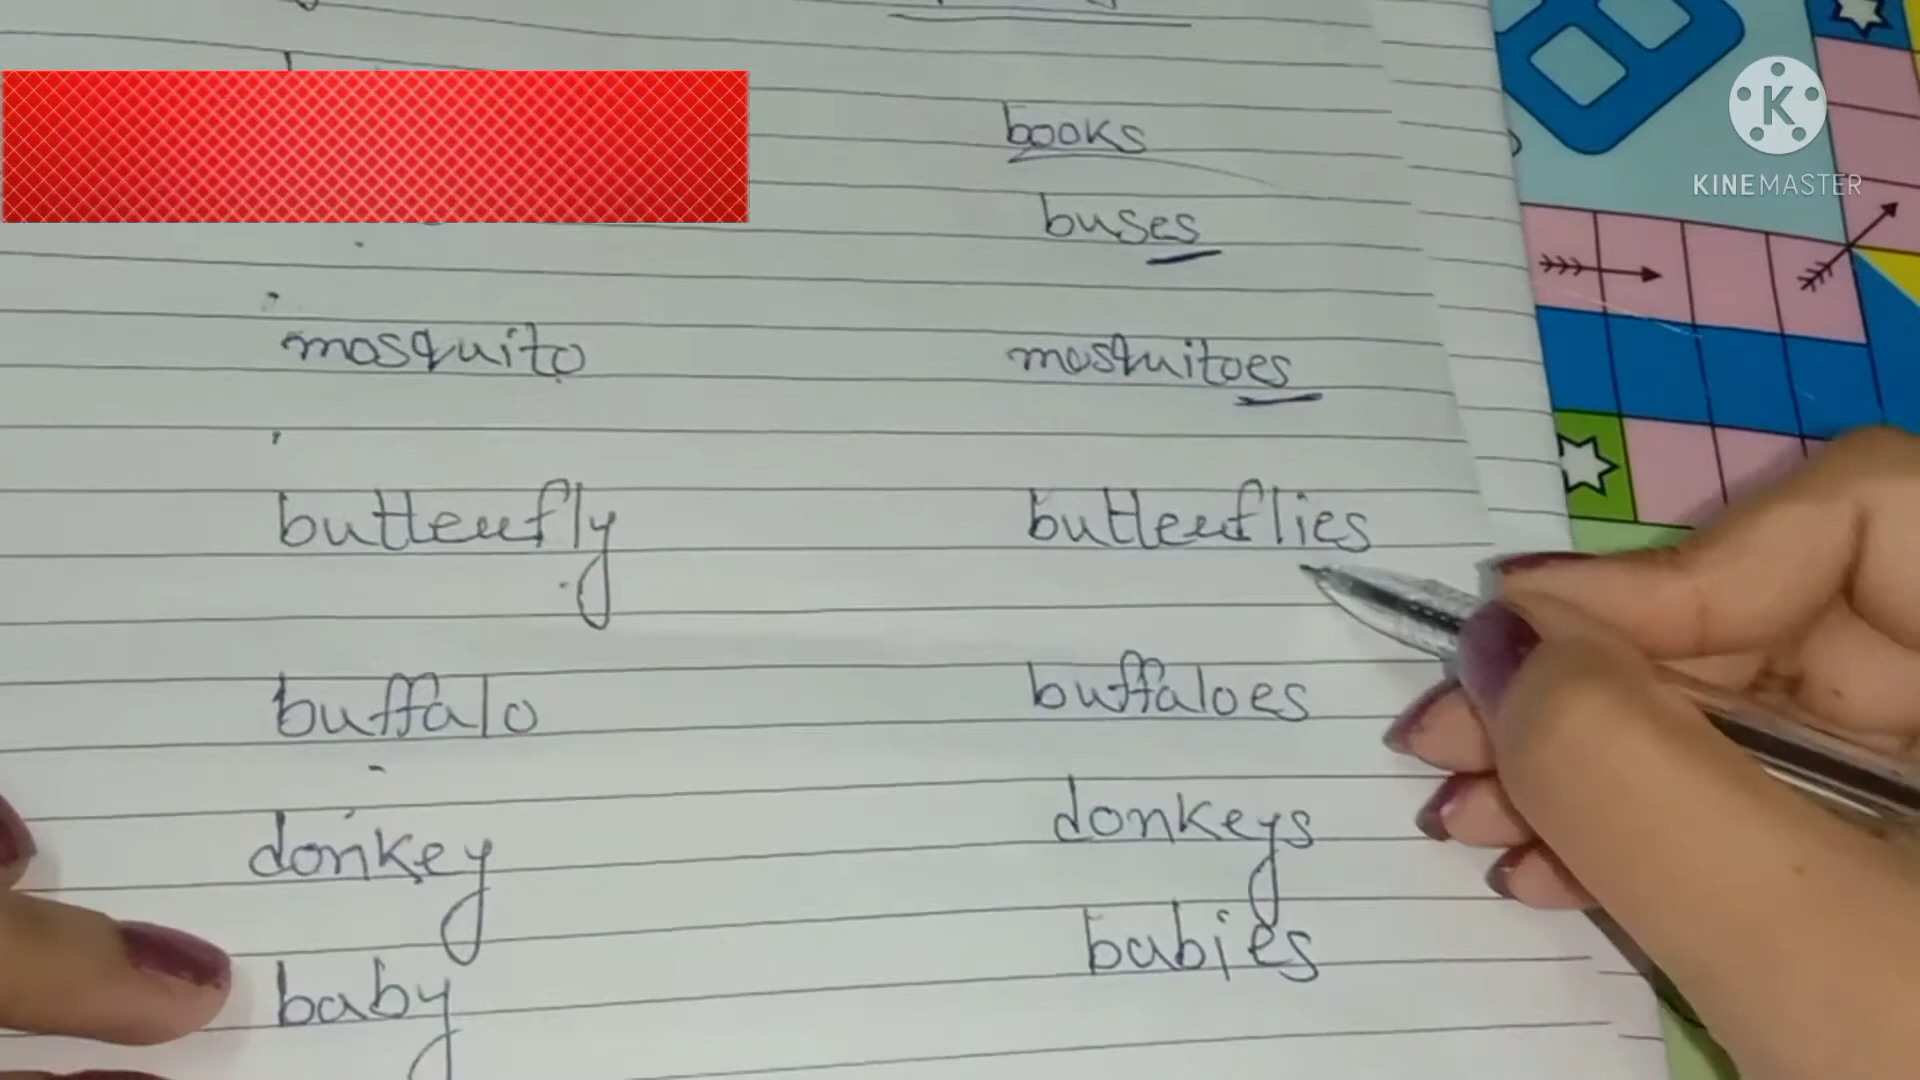 KINEMASTER
books
buses
mosquito mosquitoes
butterfly butterflies
buffalo buffaloes
donkey donkeys
baby babies